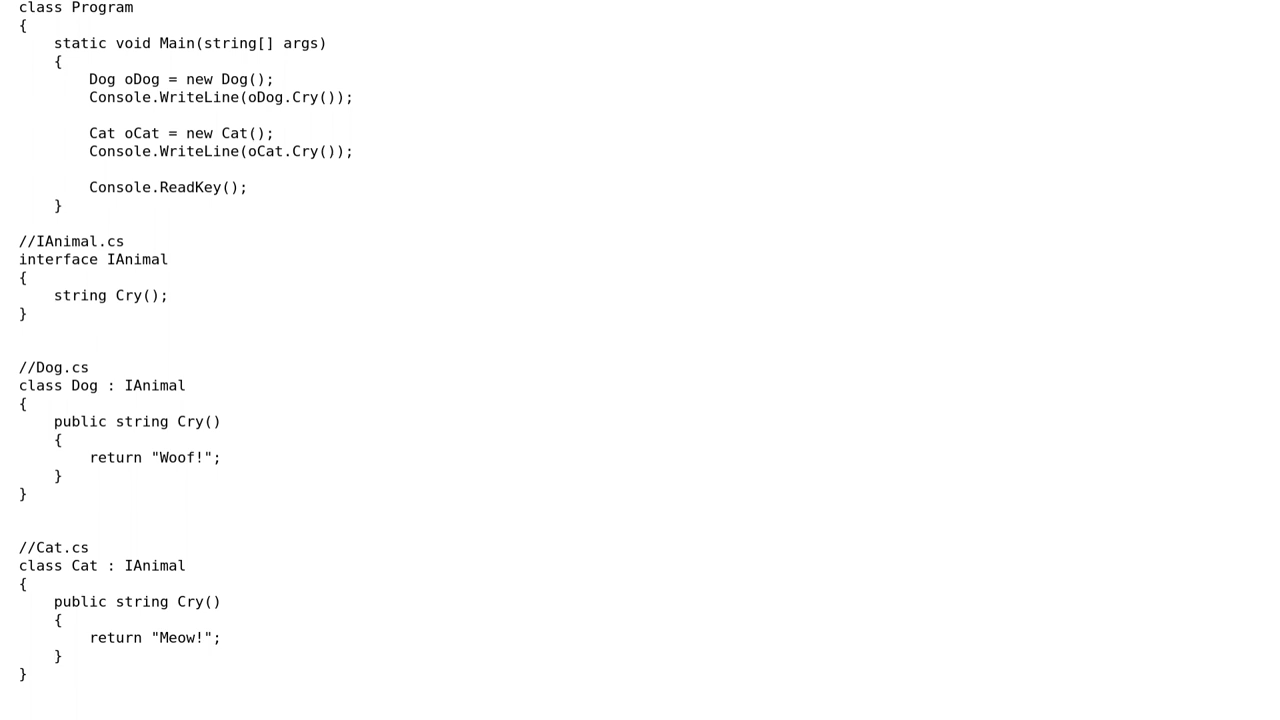 class Program
{
    static void Main(string[] args)
    {
        Dog oDog = new Dog();
        Console.WriteLine(oDog.Cry());

        Cat oCat = new Cat();
        Console.WriteLine(oCat.Cry());

        Console.ReadKey();
    }

//IAnimal.cs
interface IAnimal
{
    string Cry();
}


//Dog.cs
class Dog : IAnimal
{
    public string Cry()
    {
        return "Woof!";
    }
}


//Cat.cs
class Cat : IAnimal
{
    public string Cry()
    {
        return "Meow!";
    }
}